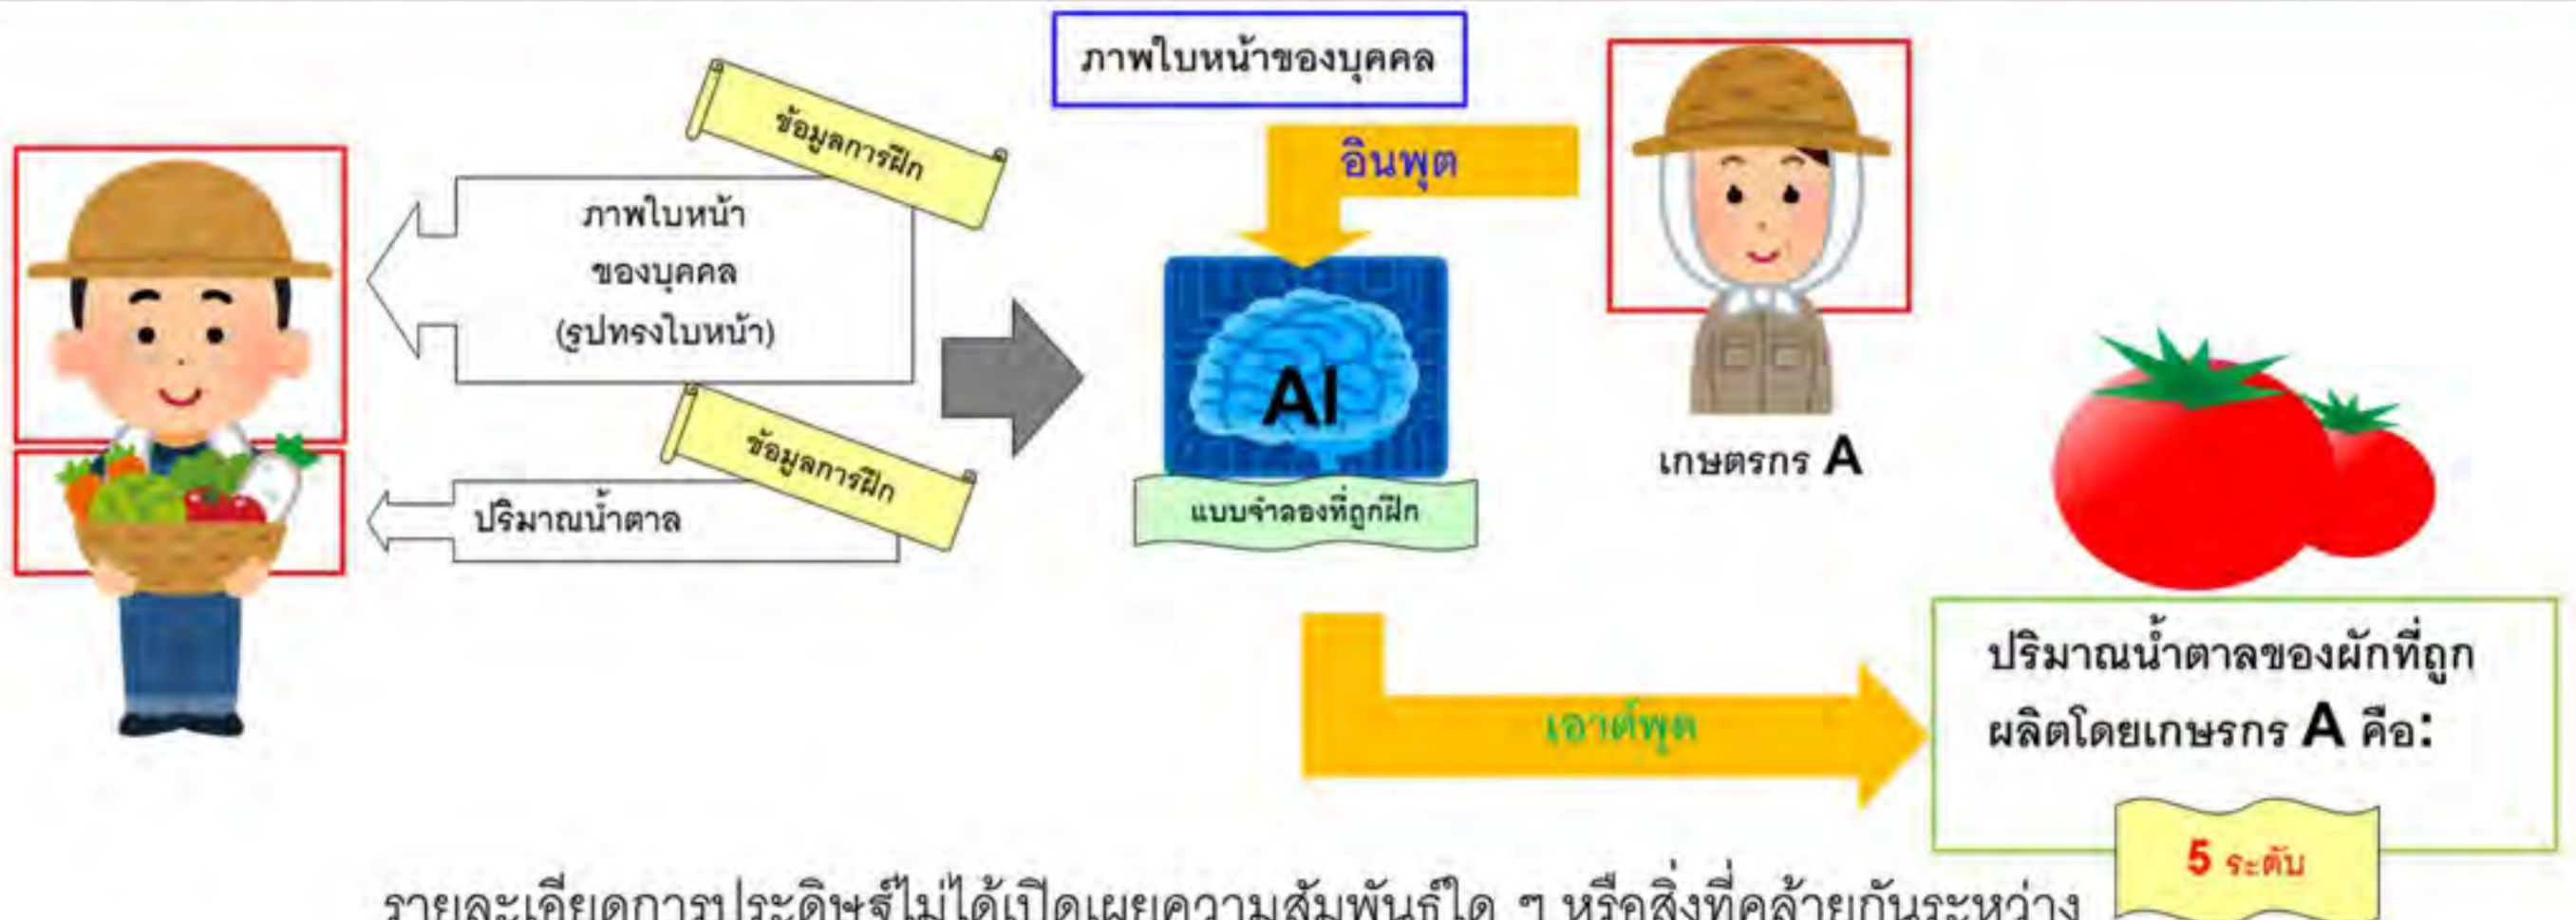 ภาพใบหน้าของบุคคล
ข้อมูลการฝึก
อินพุต
ภาพใบหน้า
ของบุคคล
(รูปทรงใบหน้า)
AI
ข้อมูลการฝึก
ปริมาณน้ำตาล
แบบจำลองที่ถูกฝึก
เกษตรกร A
เอาต์พุต
ปริมาณน้ำตาลของผักที่ถูก
ผลิตโดยเกษรกร A คือ:
5 ระดับ
รายละเอียดการประดิษฐ์ไม่ได้เปิดเผยความสัมพันธ์ใด ๆ หรือสิ่งที่คล้ายกันระหว่าง